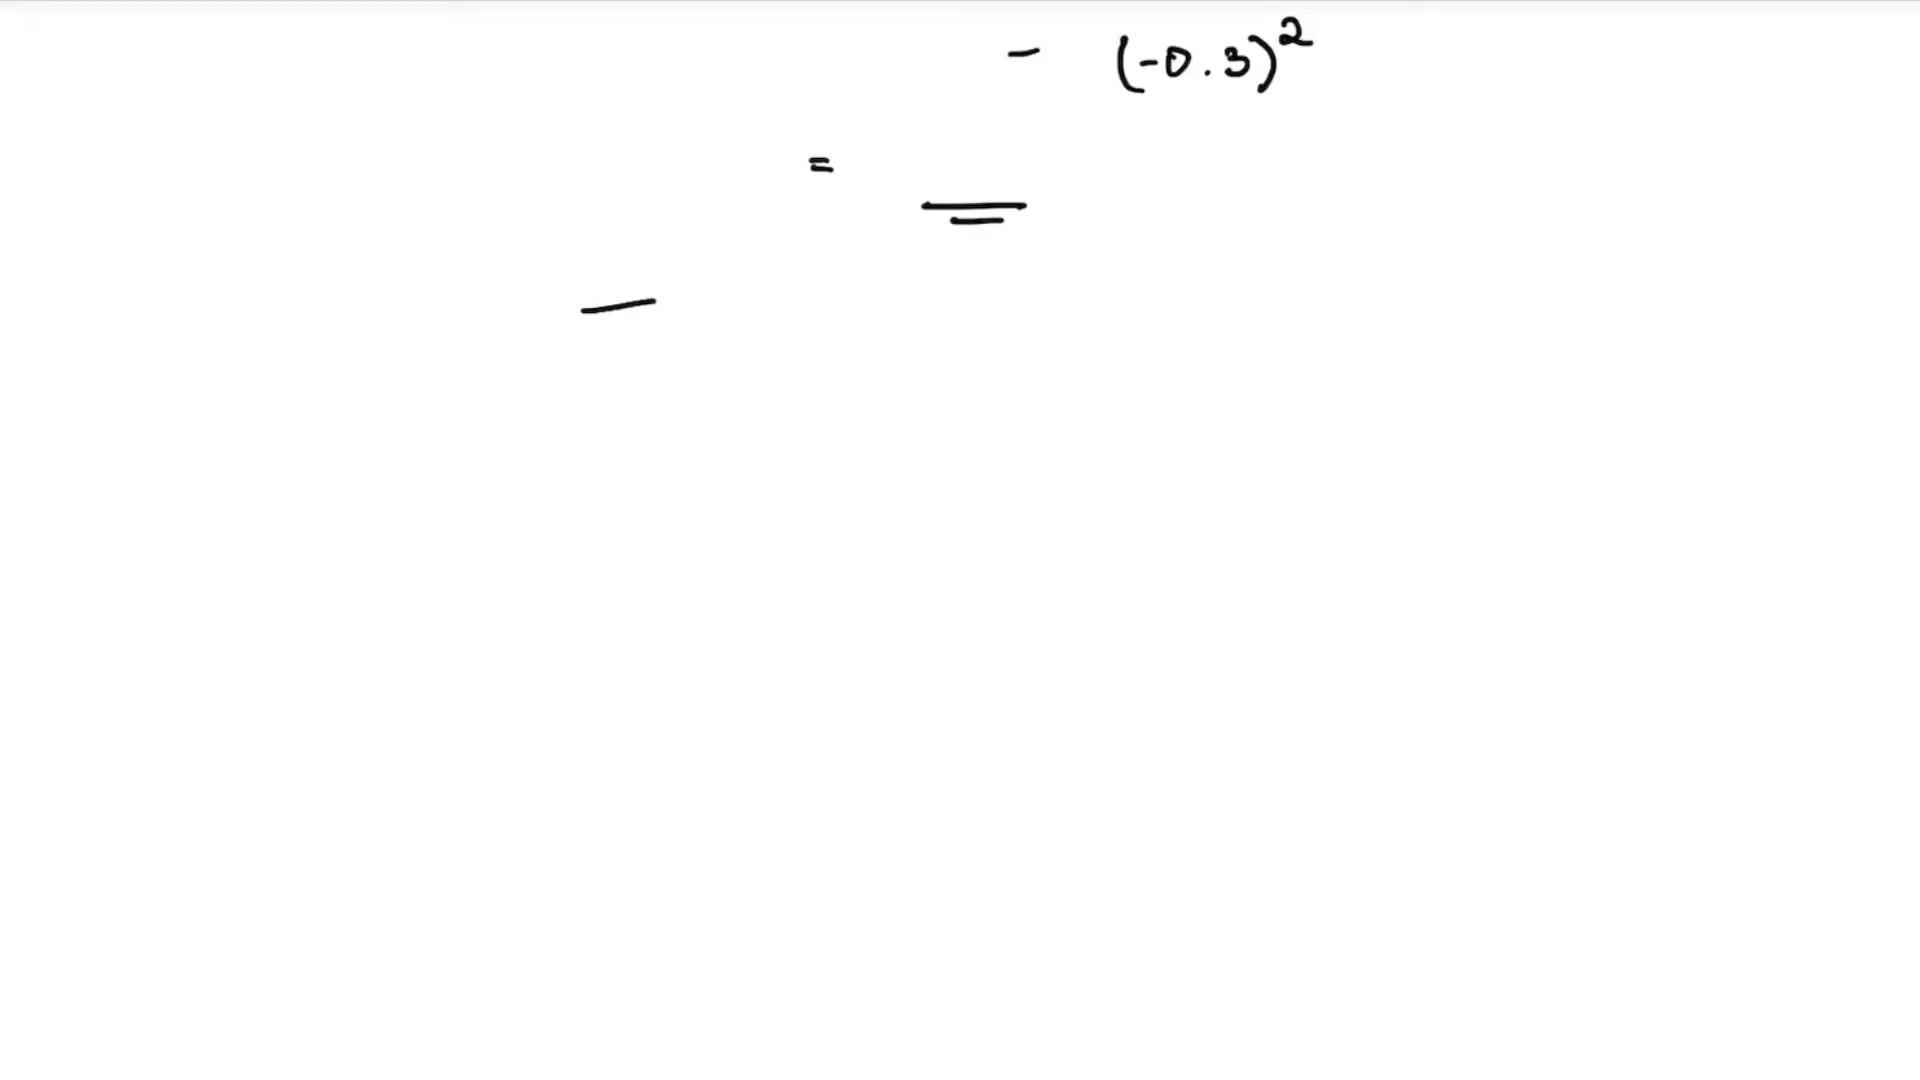 - (-0.3)²
=